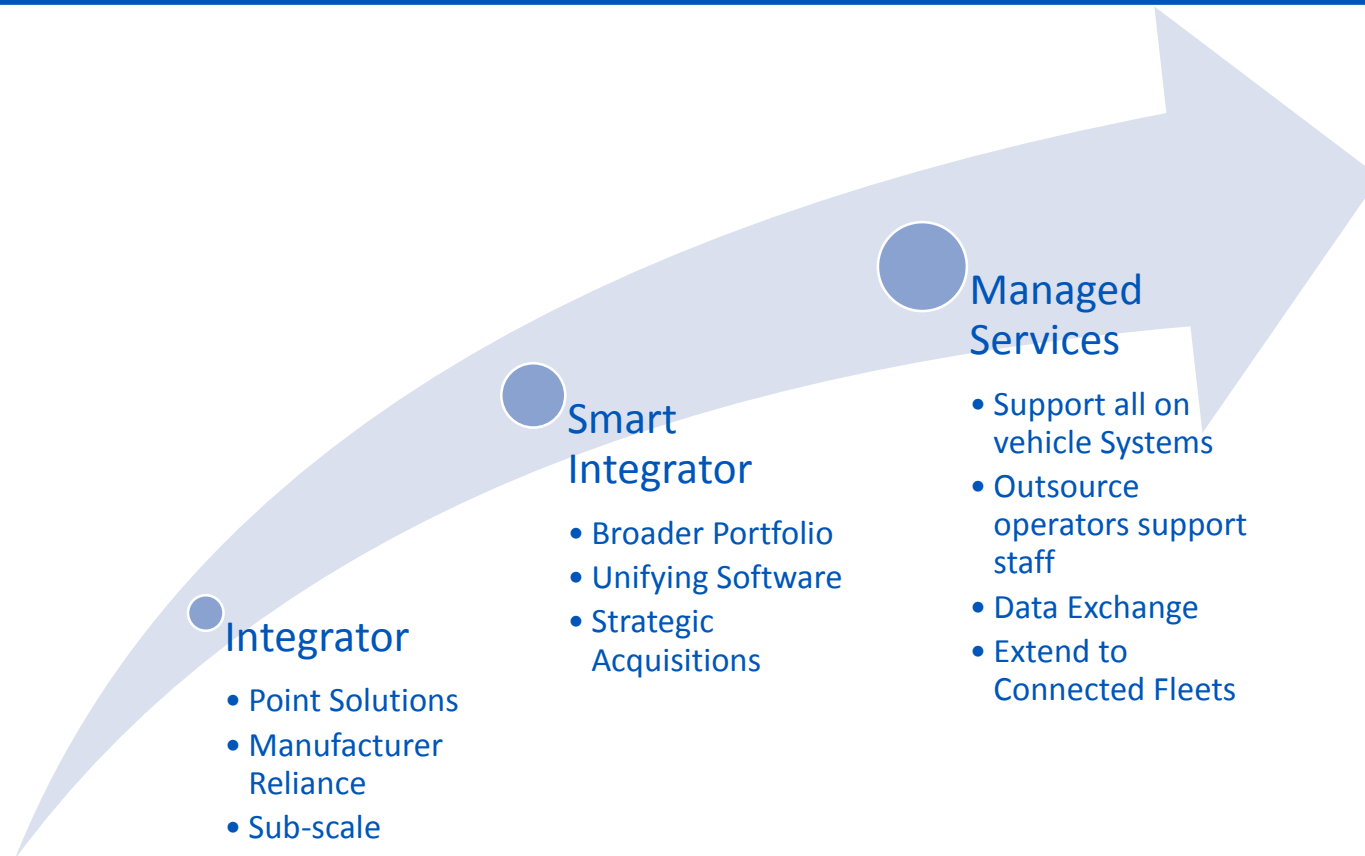 Integrator
• Point Solutions
• Manufacturer
Reliance
• Sub-scale
Smart
Integrator
• Broader Portfolio
• Unifying Software
• Strategic
Acquisitions
Managed
Services
• Support all on
vehicle Systems
• Outsource
operators support
staff
• Data Exchange
• Extend to
Connected Fleets